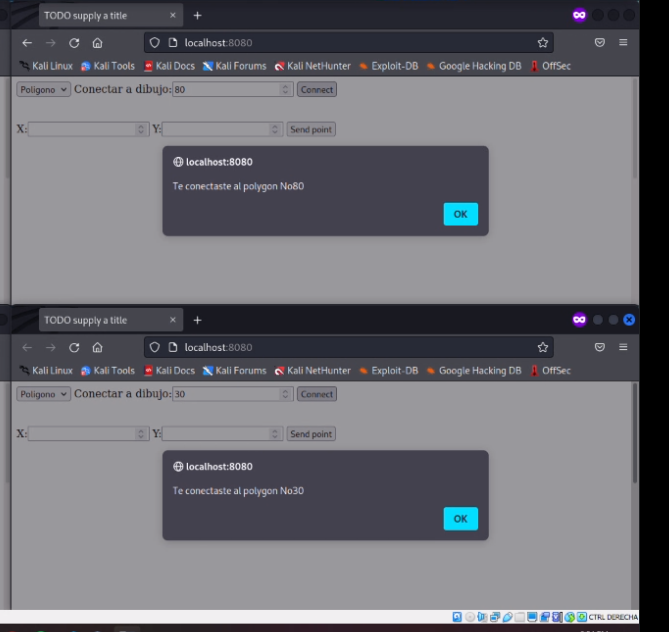 TODO supply a title
localhost:8080
Kali Linux Kali Tools Kali Docs Kali Forums Kali NetHunter Exploit-DB Google Hacking DB OffSec
Poligono Conectar a dibujo: 80 Connect
X: Y: Send point
localhost:8080
Te conectaste al polygon No80
OK
TODO supply a title
localhost:8080
Kali Linux Kali Tools Kali Docs Kali Forums Kali NetHunter Exploit-DB Google Hacking DB OffSec
Poligono Conectar a dibujo: 30 Connect
X: Y: Send point
localhost:8080
Te conectaste al polygon No30
OK
CTRL DERECHA